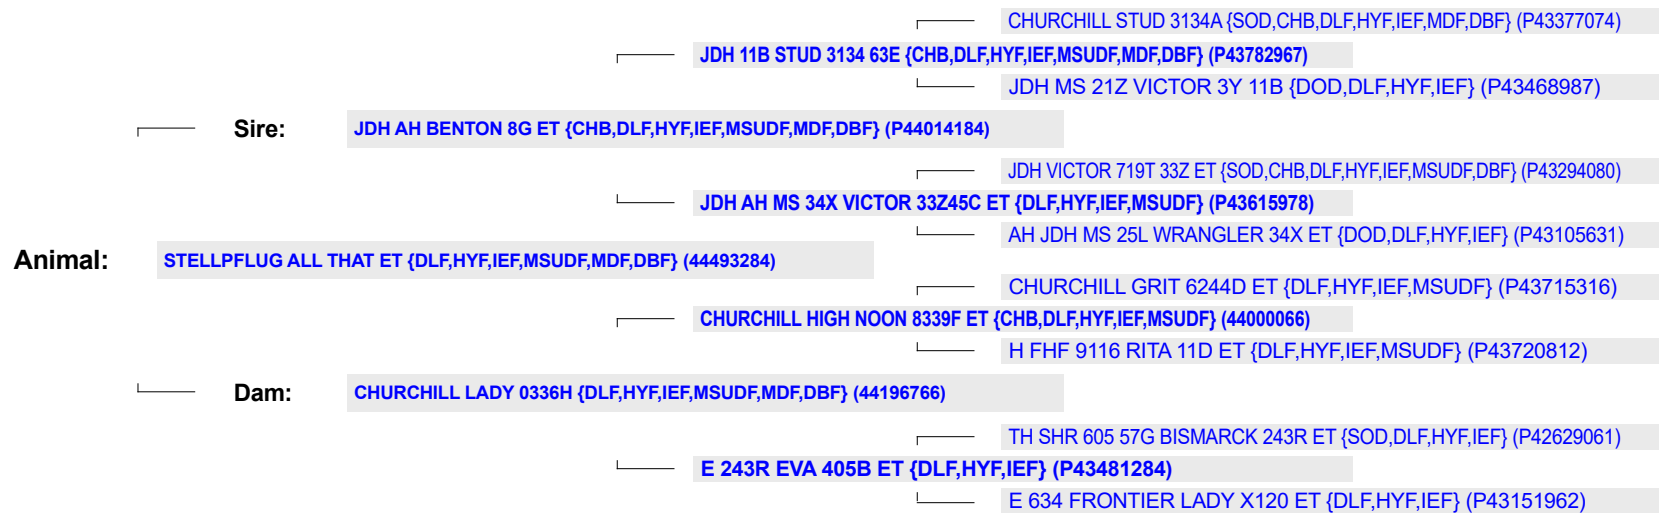 CHURCHILL STUD 3134A {SOD,CHB,DLF,HYF,IEF,MDF,DBF} (P43377074)
JDH 11B STUD 3134 63E {CHB,DLF,HYF,IEF,MSUDF,MDF,DBF} (P43782967)
JDH MS 21Z VICTOR 3Y 11B {DOD,DLF,HYF,IEF} (P43468987)
Sire: JDH AH BENTON 8G ET {CHB,DLF,HYF,IEF,MSUDF,MDF,DBF} (P44014184)
JDH VICTOR 719T 33Z ET {SOD,CHB,DLF,HYF,IEF,MSUDF,DBF} (P43294080)
JDH AH MS 34X VICTOR 33Z45C ET {DLF,HYF,IEF,MSUDF} (P43615978)
AH JDH MS 25L WRANGLER 34X ET {DOD,DLF,HYF,IEF} (P43105631)
Animal: STELLPFLUG ALL THAT ET {DLF,HYF,IEF,MSUDF,MDF,DBF} (44493284)
CHURCHILL GRIT 6244D ET {DLF,HYF,IEF,MSUDF} (P43715316)
CHURCHILL HIGH NOON 8339F ET {CHB,DLF,HYF,IEF,MSUDF} (44000066)
H FHF 9116 RITA 11D ET {DLF,HYF,IEF,MSUDF} (P43720812)
Dam: CHURCHILL LADY 0336H {DLF,HYF,IEF,MSUDF,MDF,DBF} (44196766)
TH SHR 605 57G BISMARCK 243R ET {SOD,DLF,HYF,IEF} (P42629061)
E 243R EVA 405B ET {DLF,HYF,IEF} (P43481284)
E 634 FRONTIER LADY X120 ET {DLF,HYF,IEF} (P43151962)